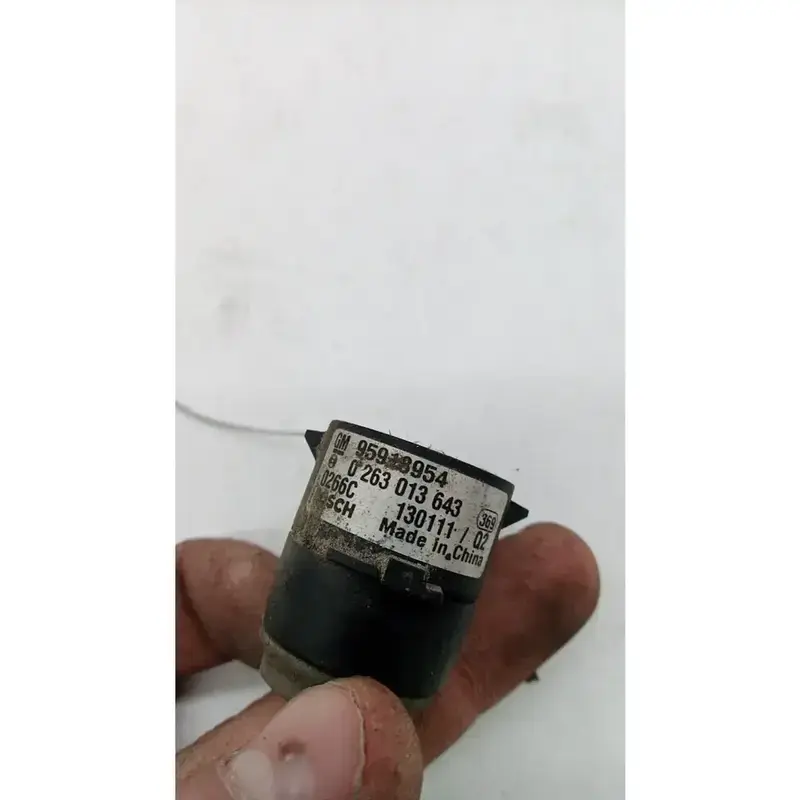 GM
0 263 013 643
0266C 130111 / Q2 369
Made in China